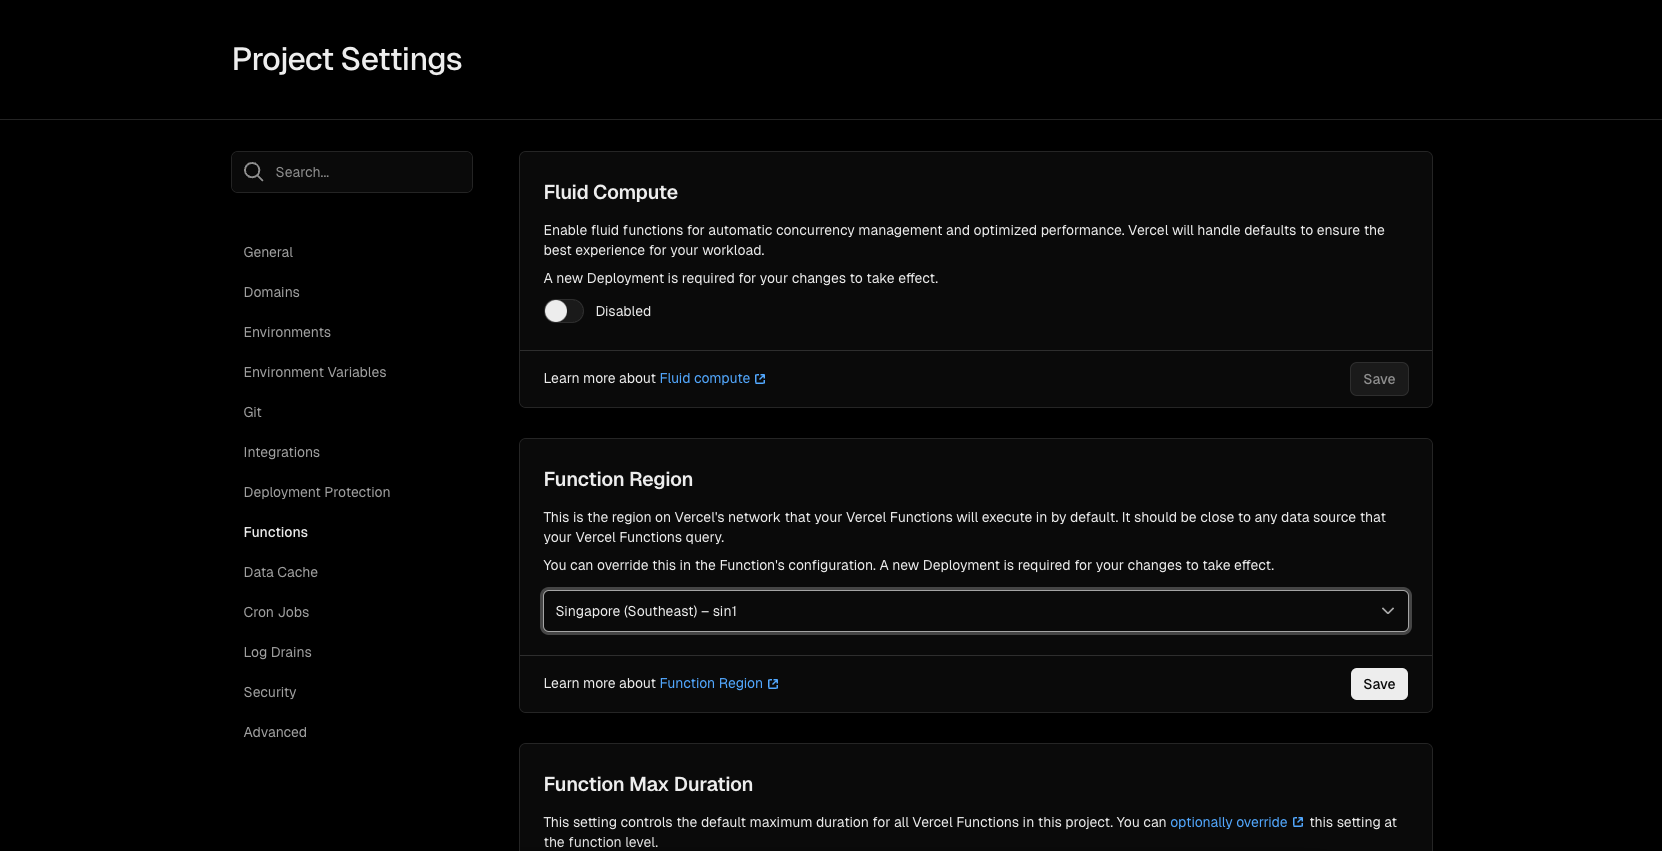 Project Settings
Search...
General
Domains
Environments
Environment Variables
Git
Integrations
Deployment Protection
Functions
Data Cache
Cron Jobs
Log Drains
Security
Advanced
Fluid Compute
Enable fluid functions for automatic concurrency management and optimized performance. Vercel will handle defaults to ensure the
best experience for your workload.
A new Deployment is required for your changes to take effect.
Disabled
Learn more about Fluid compute
Save
Function Region
This is the region on Vercel's network that your Vercel Functions will execute in by default. It should be close to any data source that
your Vercel Functions query.
You can override this in the Function's configuration. A new Deployment is required for your changes to take effect.
Singapore (Southeast) – sin1
Learn more about Function Region
Save
Function Max Duration
This setting controls the default maximum duration for all Vercel Functions in this project. You can optionally override this setting at
the function level.